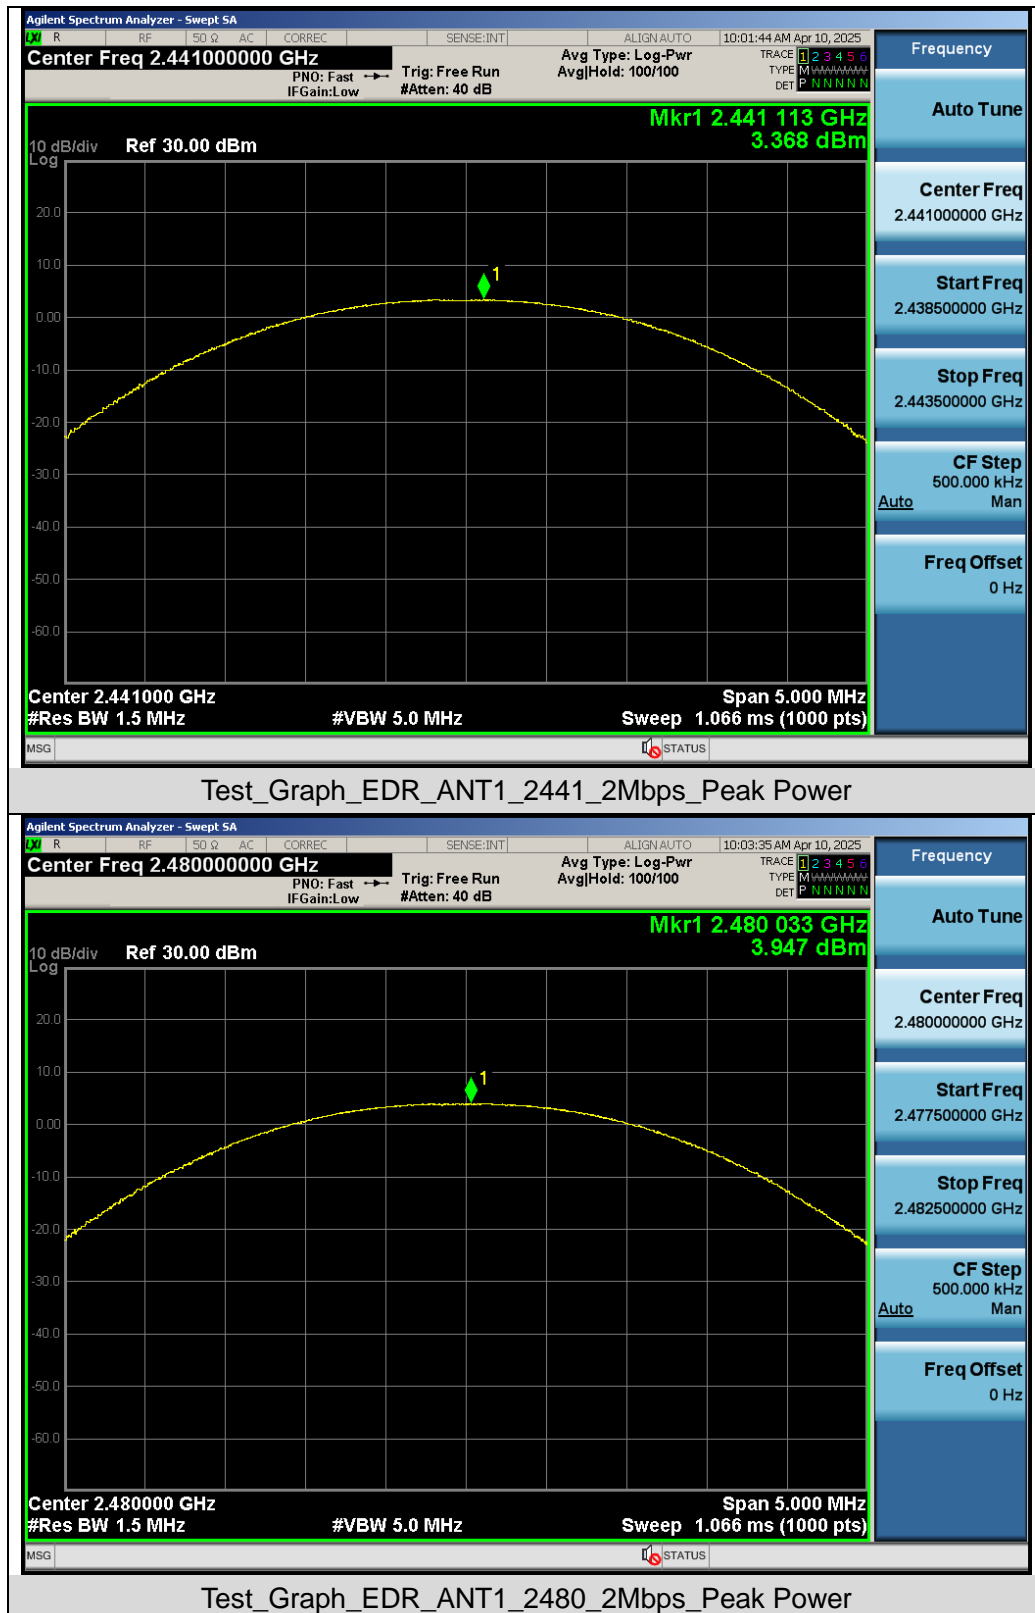 Agilent Spectrum Analyzer - Swept SA
LXI R RF 50 Ω AC CORREC SENSE:INT ALIGN AUTO 10:01:44 AM Apr 10, 2025
Center Freq 2.441000000 GHz
PNO: Fast
IFGain:Low
Trig: Free Run
#Atten: 40 dB
Avg Type: Log-Pwr
Avg|Hold: 100/100
TRACE 1 2 3 4 5 6
TYPE M
DET P N N N N N
Frequency
Auto Tune
Center Freq
2.441000000 GHz
Start Freq
2.438500000 GHz
Stop Freq
2.443500000 GHz
CF Step
500.000 kHz
Auto Man
Freq Offset
0 Hz
Mkr1 2.441 113 GHz
3.368 dBm
10 dB/div Ref 30.00 dBm
Log
20.0
10.0
1
0.00
-10.0
-20.0
-30.0
-40.0
-50.0
-60.0
Center 2.441000 GHz Span 5.000 MHz
#Res BW 1.5 MHz #VBW 5.0 MHz Sweep 1.066 ms (1000 pts)
MSG STATUS
Test_Graph_EDR_ANT1_2441_2Mbps_Peak Power
Agilent Spectrum Analyzer - Swept SA
LXI R RF 50 Ω AC CORREC SENSE:INT ALIGN AUTO 10:03:35 AM Apr 10, 2025
Center Freq 2.480000000 GHz
PNO: Fast
IFGain:Low
Trig: Free Run
#Atten: 40 dB
Avg Type: Log-Pwr
Avg|Hold: 100/100
TRACE 1 2 3 4 5 6
TYPE M
DET P N N N N N
Frequency
Auto Tune
Center Freq
2.480000000 GHz
Start Freq
2.477500000 GHz
Stop Freq
2.482500000 GHz
CF Step
500.000 kHz
Auto Man
Freq Offset
0 Hz
Mkr1 2.480 033 GHz
3.947 dBm
10 dB/div Ref 30.00 dBm
Log
20.0
10.0
1
0.00
-10.0
-20.0
-30.0
-40.0
-50.0
-60.0
Center 2.480000 GHz Span 5.000 MHz
#Res BW 1.5 MHz #VBW 5.0 MHz Sweep 1.066 ms (1000 pts)
MSG STATUS
Test_Graph_EDR_ANT1_2480_2Mbps_Peak Power